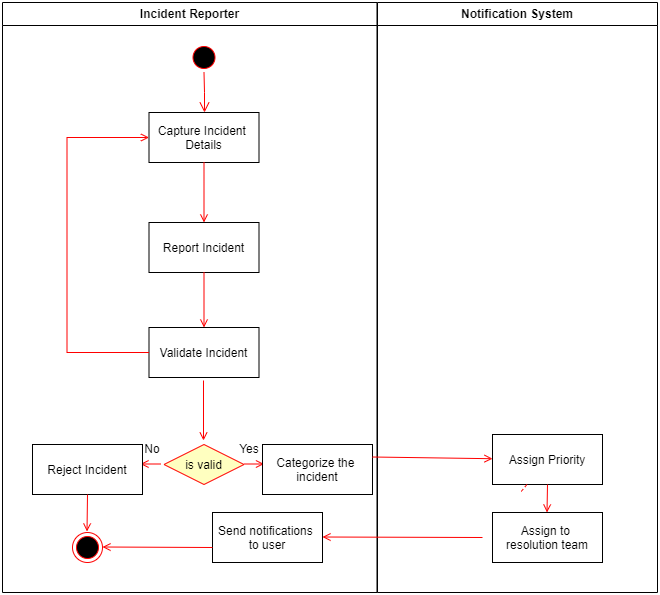 Incident Reporter
Notification System
Capture Incident
Details
Report Incident
Validate Incident
No
Yes
Reject Incident
is valid
Categorize the
incident
Assign Priority
Send notifications
to user
Assign to
resolution team